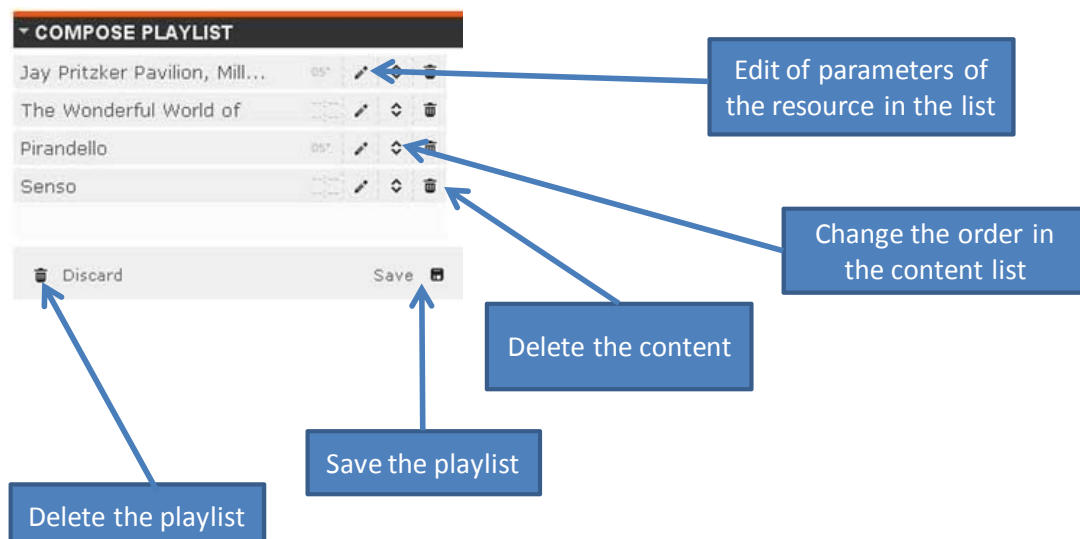 COMPOSE PLAYLIST
Jay Pritzker Pavilion, Mill...
05"
The Wonderful World of
Pirandello
05"
Senso
Discard
Save
Edit of parameters of
the resource in the list
Change the order in
the content list
Delete the content
Save the playlist
Delete the playlist